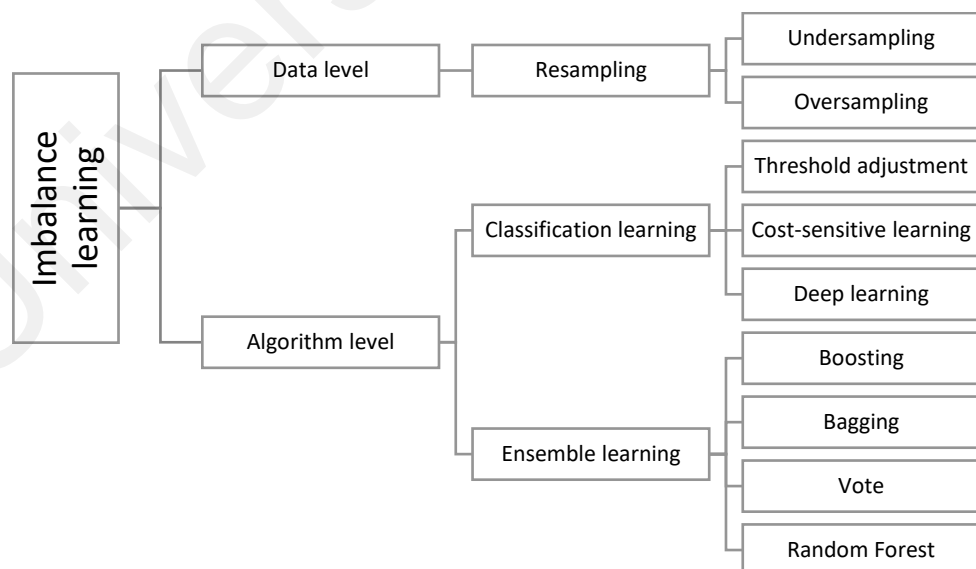 Imbalance
learning
Data level
Resampling
Undersampling
Oversampling
Algorithm level
Classification learning
Threshold adjustment
Cost-sensitive learning
Deep learning
Ensemble learning
Boosting
Bagging
Vote
Random Forest